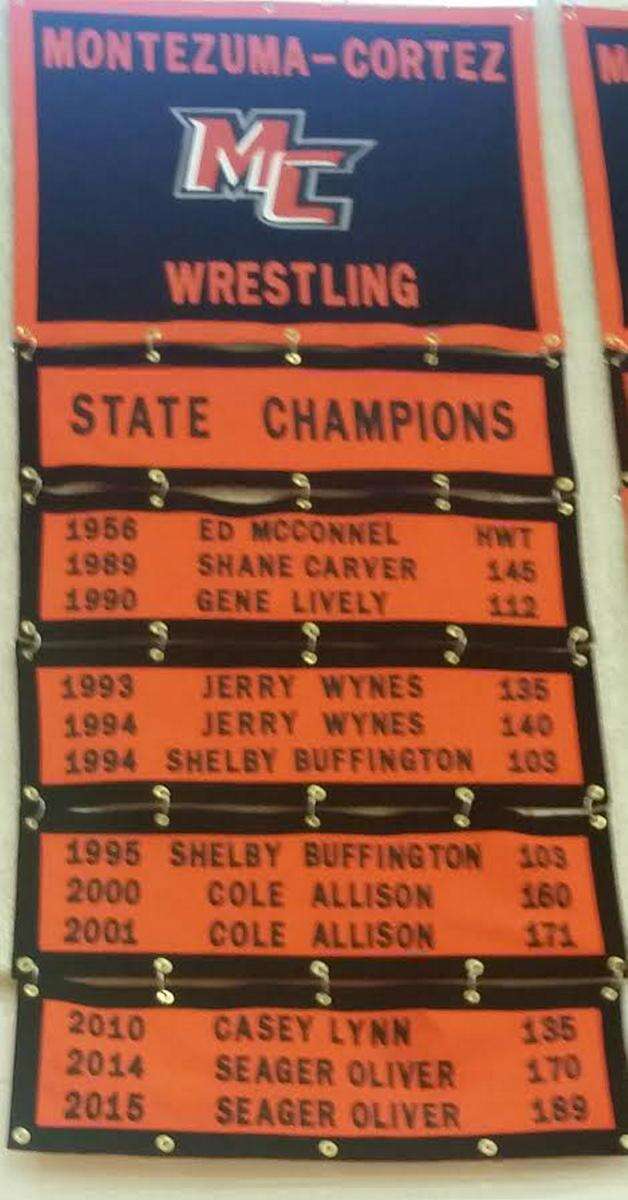 MONTEZUMA-CORTEZ
MC
WRESTLING
STATE CHAMPIONS
1956 ED MCCONNEL HWT
1989 SHANE CARVER 145
1990 GENE LIVELY 112
1993 JERRY WYNES 135
1994 JERRY WYNES 140
1994 SHELBY BUFFINGTON 103
1995 SHELBY BUFFINGTON 103
2000 COLE ALLISON 160
2001 COLE ALLISON 171
2010 CASEY LYNN 135
2014 SEAGER OLIVER 170
2015 SEAGER OLIVER 189
M